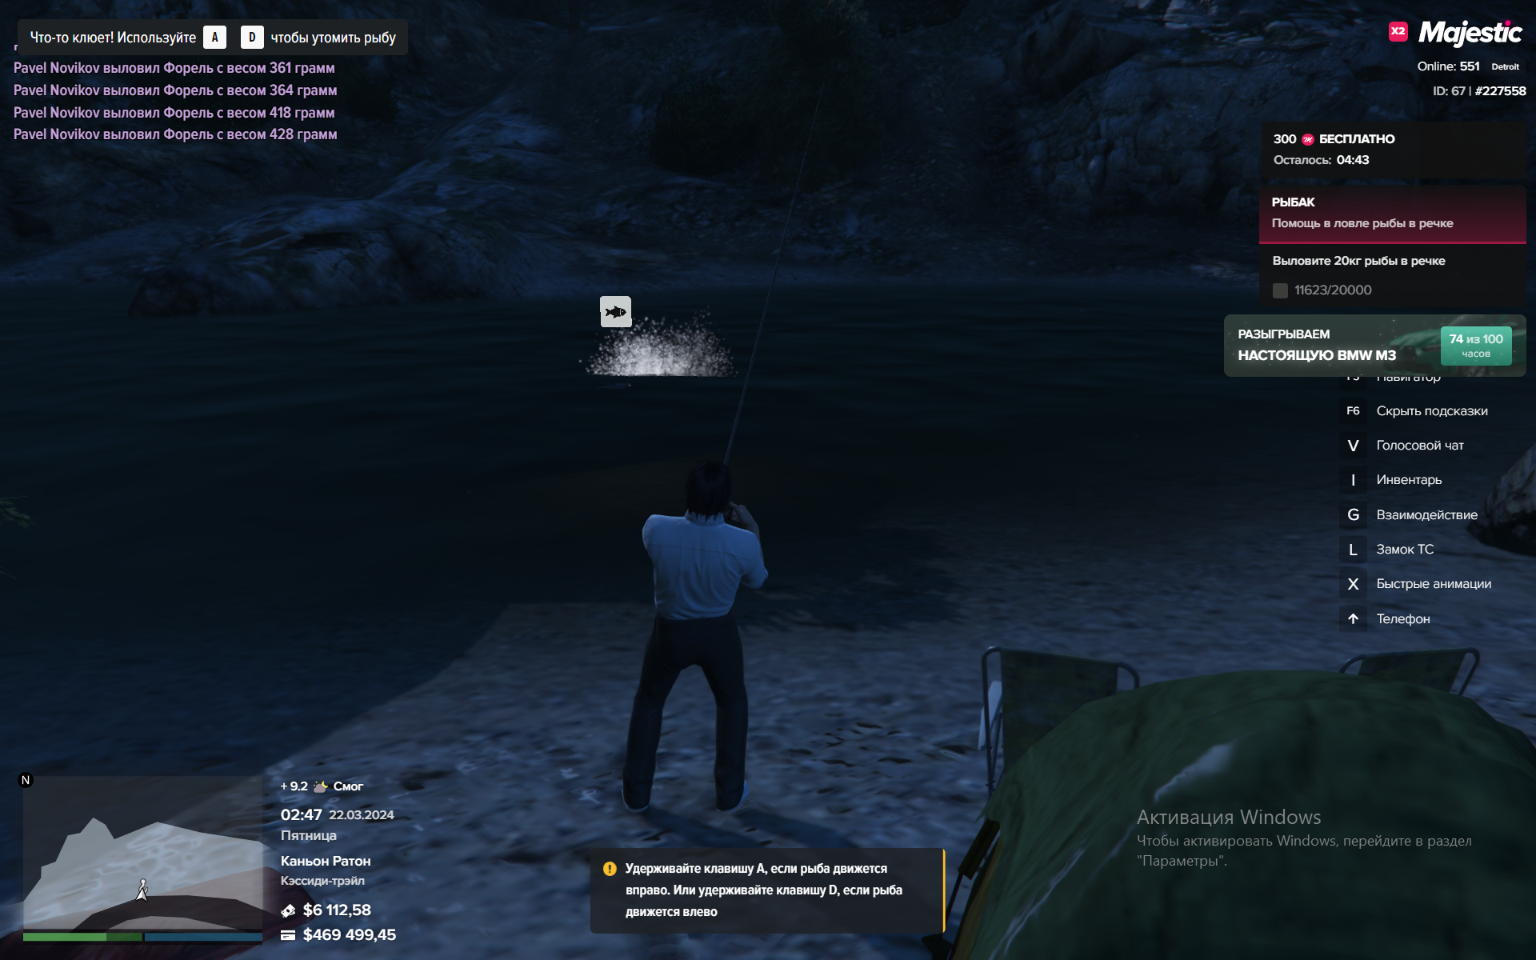 Что-то клюет! Используйте A D чтобы утомить рыбу
Pavel Novikov выловил Форель с весом 361 грамм
Pavel Novikov выловил Форель с весом 364 грамм
Pavel Novikov выловил Форель с весом 418 грамм
Pavel Novikov выловил Форель с весом 428 грамм
X2 Majestic
Online: 551 Detroit
ID: 67 | #227558
300 БЕСПЛАТНО
Осталось: 04:43
РЫБАК
Помощь в ловле рыбы в речке
Выловите 20кг рыбы в речке
11623/20000
РАЗЫГРЫВАЕМ
НАСТОЯЩУЮ BMW M3
74 из 100
часов
Навигатор
F6 Скрыть подсказки
V Голосовой чат
I Инвентарь
G Взаимодействие
L Замок ТС
X Быстрые анимации
Телефон
N
+ 9.2 Смог
02:47 22.03.2024
Пятница
Каньон Ратон
Кэссиди-трэйл
$6 112,58
$469 499,45
Удерживайте клавишу A, если рыба движется
вправо. Или удерживайте клавишу D, если рыба
движется влево
Активация Windows
Чтобы активировать Windows, перейдите в раздел
"Параметры".